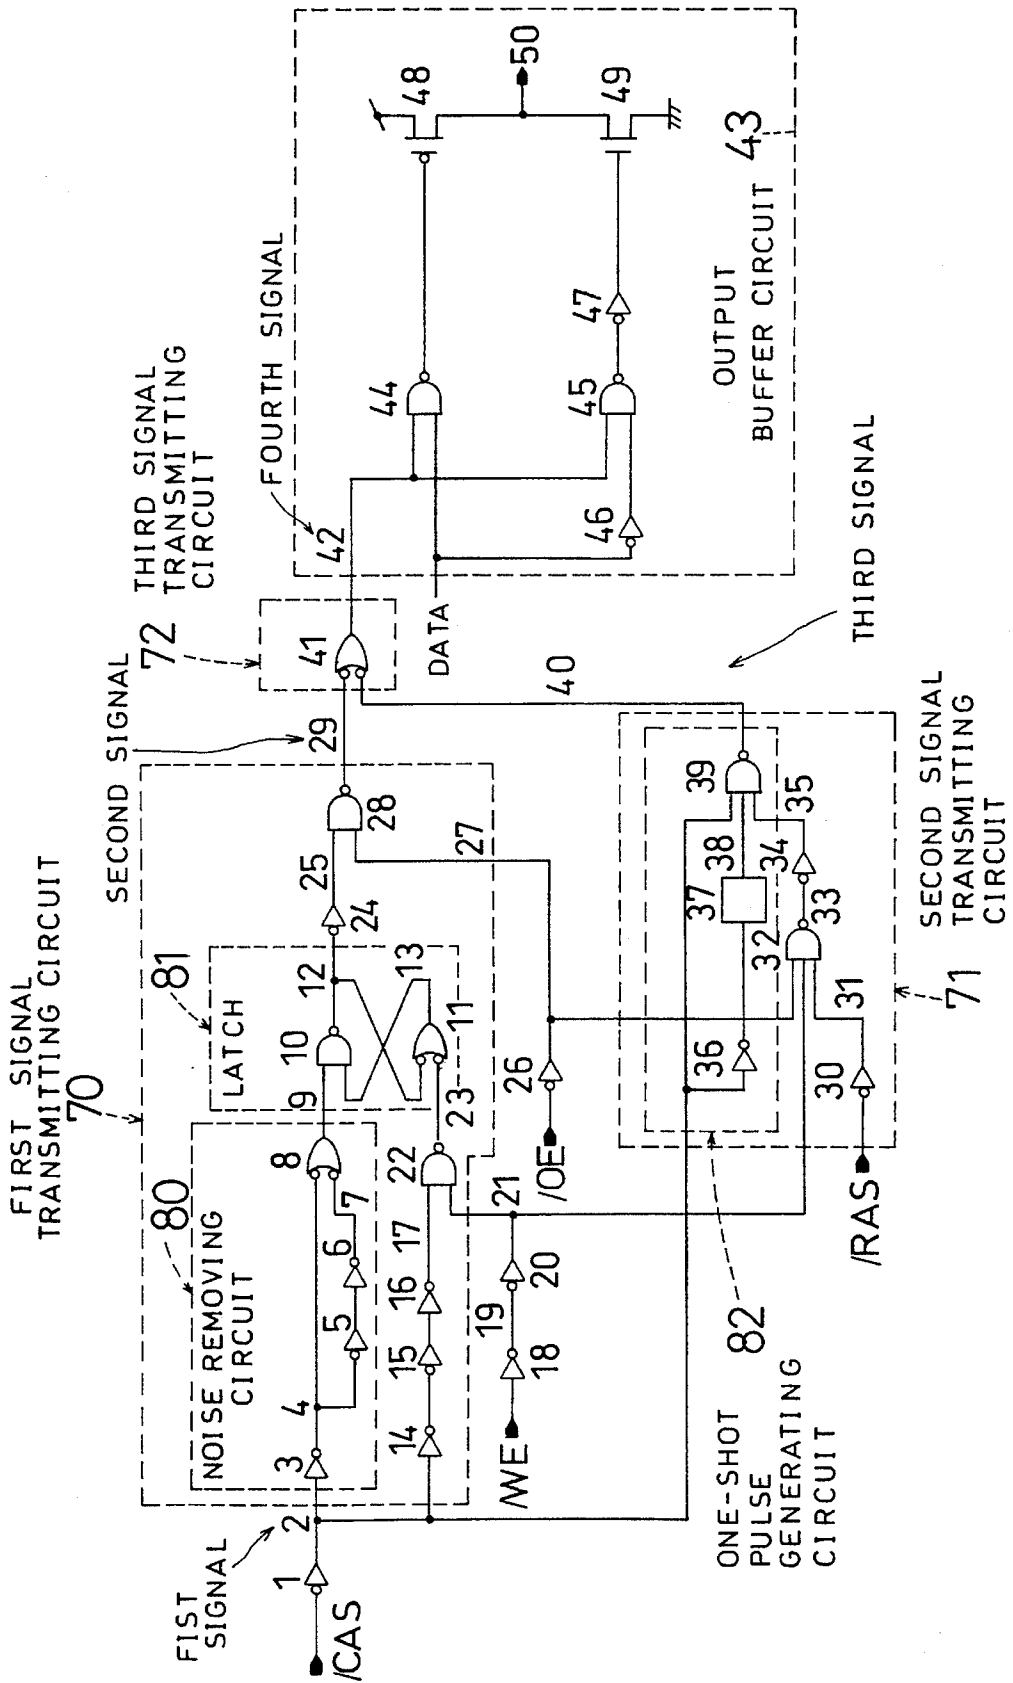 FIRST SIGNAL
TRANSMITTING CIRCUIT
70
SECOND SIGNAL
THIRD SIGNAL
TRANSMITTING
CIRCUIT
72
FOURTH SIGNAL
80
NOISE REMOVING
CIRCUIT
81
LATCH
FIST
SIGNAL
/CAS
1
2
3
4
5
6
7
8
9
10
11
12
13
14
15
16
17
22
23
24
25
28
27
29
41
42
/WE
18
19
20
21
/OE
26
DATA
40
44
45
46
47
48
49
50
OUTPUT
BUFFER CIRCUIT
43
/RAS
30
31
32
33
34
35
36
37
38
39
82
ONE-SHOT
PULSE
GENERATING
CIRCUIT
71
SECOND SIGNAL
TRANSMITTING
CIRCUIT
THIRD SIGNAL